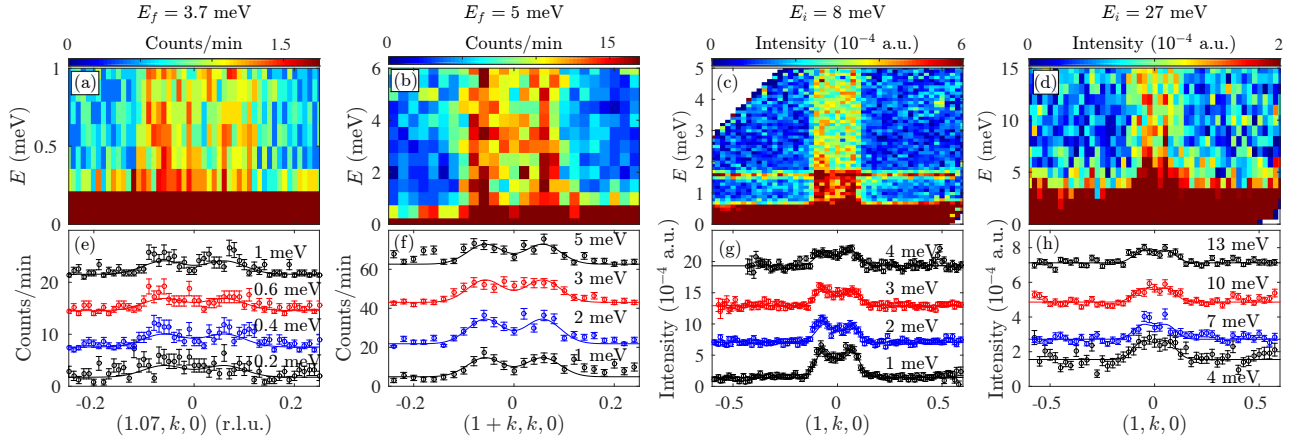 E_f = 3.7 meV
E_f = 5 meV
E_i = 8 meV
E_i = 27 meV
0 Counts/min 1.5
0 Counts/min 15
0 Intensity (10^-4 a.u.) 6
0 Intensity (10^-4 a.u.) 2
(a)
1
0.5
0
E (meV)
(b)
6
4
2
0
E (meV)
(c)
5
4
3
2
1
0
E (meV)
(d)
15
10
5
0
E (meV)
(e)
20
10
0
Counts/min
1 meV
0.6 meV
0.4 meV
0.2 meV
-0.2 0 0.2
(1.07, k, 0) (r.l.u.)
(f)
60
40
20
0
Counts/min
5 meV
3 meV
2 meV
1 meV
-0.2 0 0.2
(1 + k, k, 0)
(g)
20
15
10
5
0
Intensity (10^-4 a.u.)
4 meV
3 meV
2 meV
1 meV
-0.5 0 0.5
(1, k, 0)
(h)
8
6
4
2
0
Intensity (10^-4 a.u.)
13 meV
10 meV
7 meV
4 meV
-0.5 0 0.5
(1, k, 0)